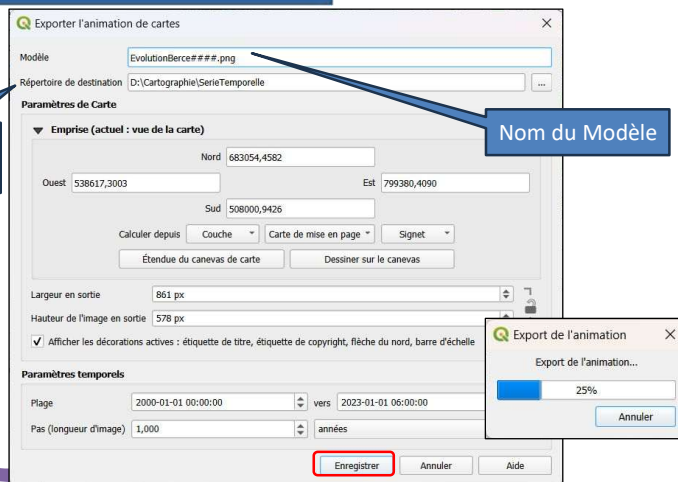 Exporter l'animation de cartes
Modèle EvolutionBerce####.png
Répertoire de destination D:\Cartographie\SerieTemporelle ...
Paramètres de Carte
Nom du Modèle
Emprise (actuel : vue de la carte)
Nord 683054,4582
Ouest 538617,3003 Est 799380,4090
Sud 508000,9426
Calculer depuis Couche Carte de mise en page Signet
Étendue du canevas de carte Dessiner sur le canevas
Largeur en sortie 861 px
Hauteur de l'image en sortie 578 px
Afficher les décorations actives : étiquette de titre, étiquette de copyright, flèche du nord, barre d'échelle
Paramètres temporels
Plage 2000-01-01 00:00:00 vers 2023-01-01 06:00:00
Pas (longueur d'image) 1,000 années
Enregistrer Annuler Aide
Export de l'animation
Export de l'animation...
25%
Annuler